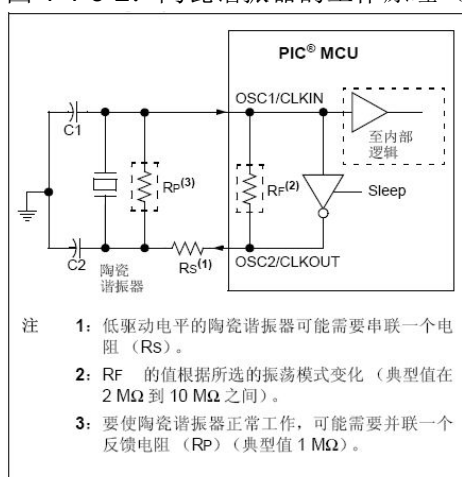 PIC® MCU
OSC1/CLKIN
C1
至内部
逻辑
RP(3)
RF(2)
Sleep
C2
陶瓷
谐振器
RS(1)
OSC2/CLKOUT
注 1: 低驱动电平的陶瓷谐振器可能需要串联一个电
阻 （RS）。
2: RF 的值根据所选的振荡模式变化 （典型值在
2 MΩ 到 10 MΩ 之间）。
3: 要使陶瓷谐振器正常工作，可能需要并联一个
反馈电阻 （RP）（典型值 1 MΩ）。